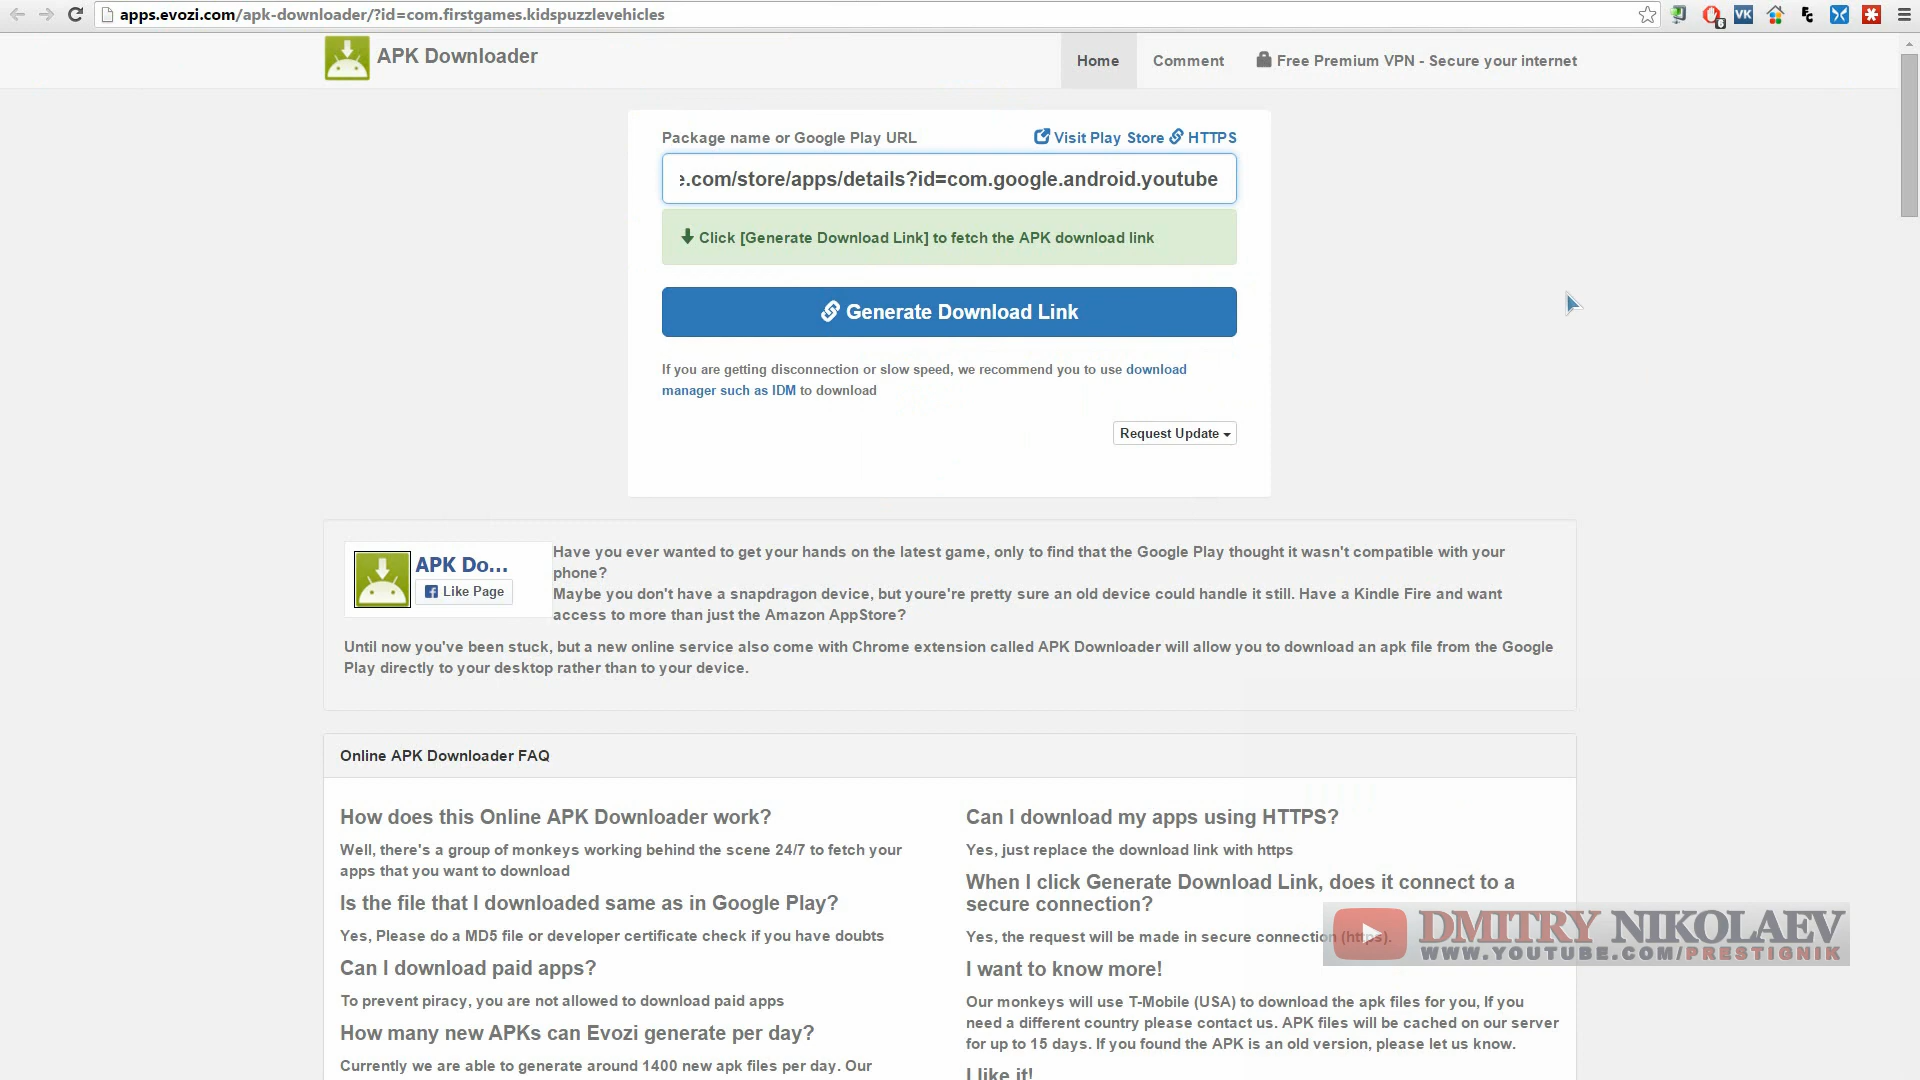 apps.evozi.com/apk-downloader/?id=com.firstgames.kidspuzzlevehicles
6
VK
APK Downloader
Home
Comment
Free Premium VPN - Secure your internet
Package name or Google Play URL
Visit Play Store
HTTPS
e.com/store/apps/details?id=com.google.android.youtube
Click [Generate Download Link] to fetch the APK download link
Generate Download Link
If you are getting disconnection or slow speed, we recommend you to use download
manager such as IDM to download
Request Update
APK Do...
Like Page
Have you ever wanted to get your hands on the latest game, only to find that the Google Play thought it wasn't compatible with your
phone?
Maybe you don't have a snapdragon device, but youre're pretty sure an old device could handle it still. Have a Kindle Fire and want
access to more than just the Amazon AppStore?
Until now you've been stuck, but a new online service also come with Chrome extension called APK Downloader will allow you to download an apk file from the Google
Play directly to your desktop rather than to your device.
Online APK Downloader FAQ
How does this Online APK Downloader work?
Well, there's a group of monkeys working behind the scene 24/7 to fetch your
apps that you want to download
Is the file that I downloaded same as in Google Play?
Yes, Please do a MD5 file or developer certificate check if you have doubts
Can I download paid apps?
To prevent piracy, you are not allowed to download paid apps
How many new APKs can Evozi generate per day?
Currently we are able to generate around 1400 new apk files per day. Our
Can I download my apps using HTTPS?
Yes, just replace the download link with https
When I click Generate Download Link, does it connect to a
secure connection?
Yes, the request will be made in secure connection (https).
I want to know more!
Our monkeys will use T-Mobile (USA) to download the apk files for you, If you
need a different country please contact us. APK files will be cached on our server
for up to 15 days. If you found the APK is an old version, please let us know.
I like it!
DMITRY NIKOLAEV
WWW.YOUTUBE.COM/PRESTIGNIK